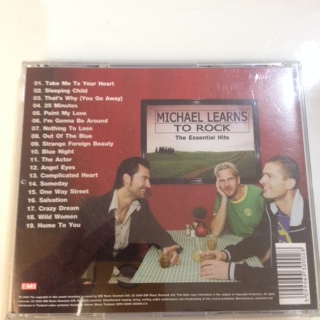 01. Take Me To Your Heart
02. Sleeping Child
03. That's Why (You Go Away)
04. 25 Minutes
05. Paint My Love
06. I'm Gonna Be Around
07. Nothing To Lose
08. Out Of The Blue
09. Strange Foreign Beauty
10. Blue Night
11. The Actor
12. Angel Eyes
13. Complicated Heart
14. Someday
15. One Way Street
16. Salvation
17. Crazy Dream
18. Wild Women
19. Home To You
MICHAEL LEARNS
TO ROCK
The Essential Hits
EMI